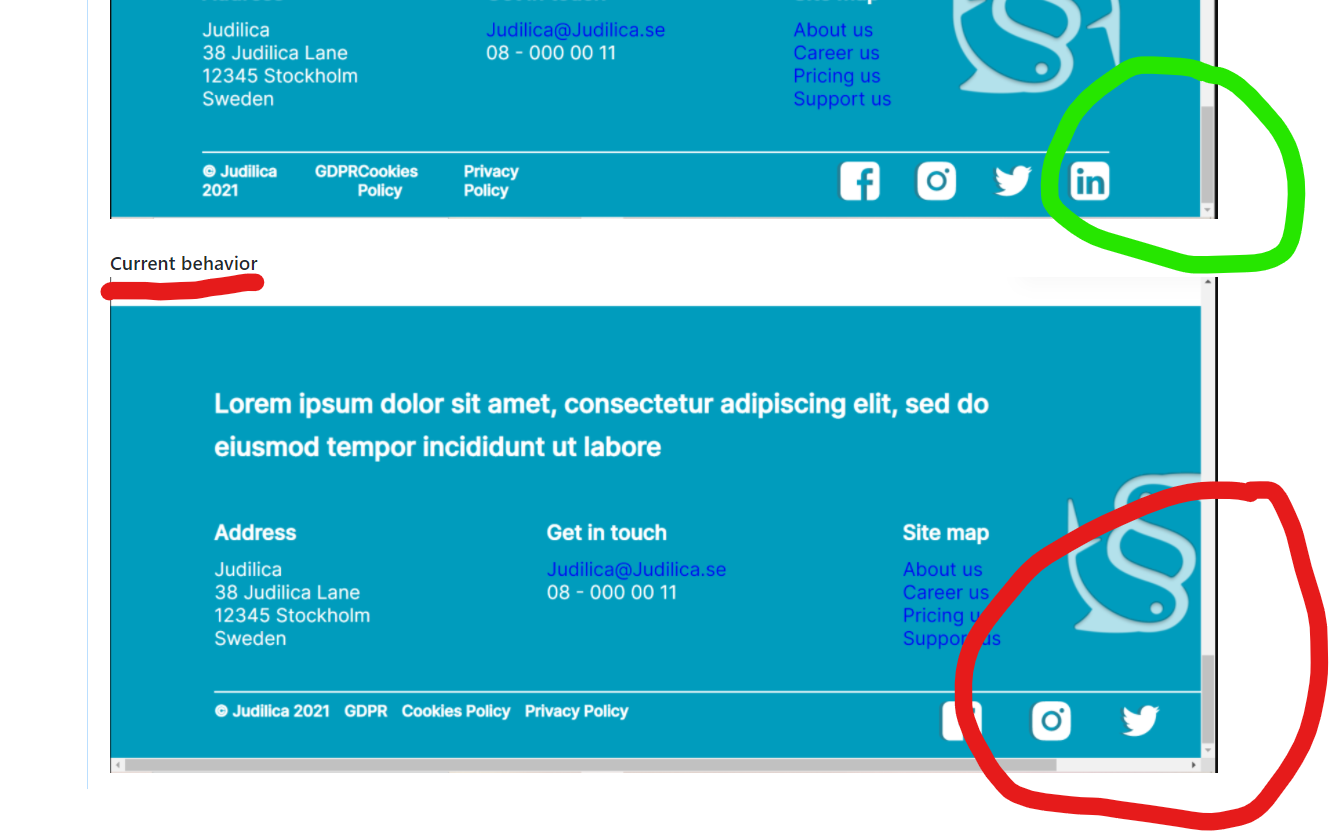 Judilica
38 Judilica Lane
12345 Stockholm
Sweden
Judilica@Judilica.se
08 - 000 00 11
About us
Career us
Pricing us
Support us
© Judilica
2021
GDPR
Cookies
Policy
Privacy
Policy
in
Current behavior
Lorem ipsum dolor sit amet, consectetur adipiscing elit, sed do
eiusmod tempor incididunt ut labore
Address
Judilica
38 Judilica Lane
12345 Stockholm
Sweden
Get in touch
Judilica@Judilica.se
08 - 000 00 11
Site map
About us
Career us
Pricing us
Support us
© Judilica 2021 GDPR Cookies Policy Privacy Policy